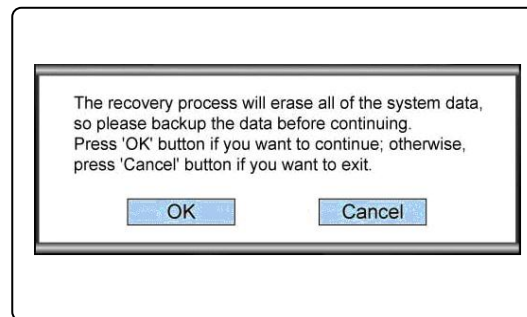 The recovery process will erase all of the system data,
so please backup the data before continuing.
Press 'OK' button if you want to continue; otherwise,
press 'Cancel' button if you want to exit.
OK Cancel